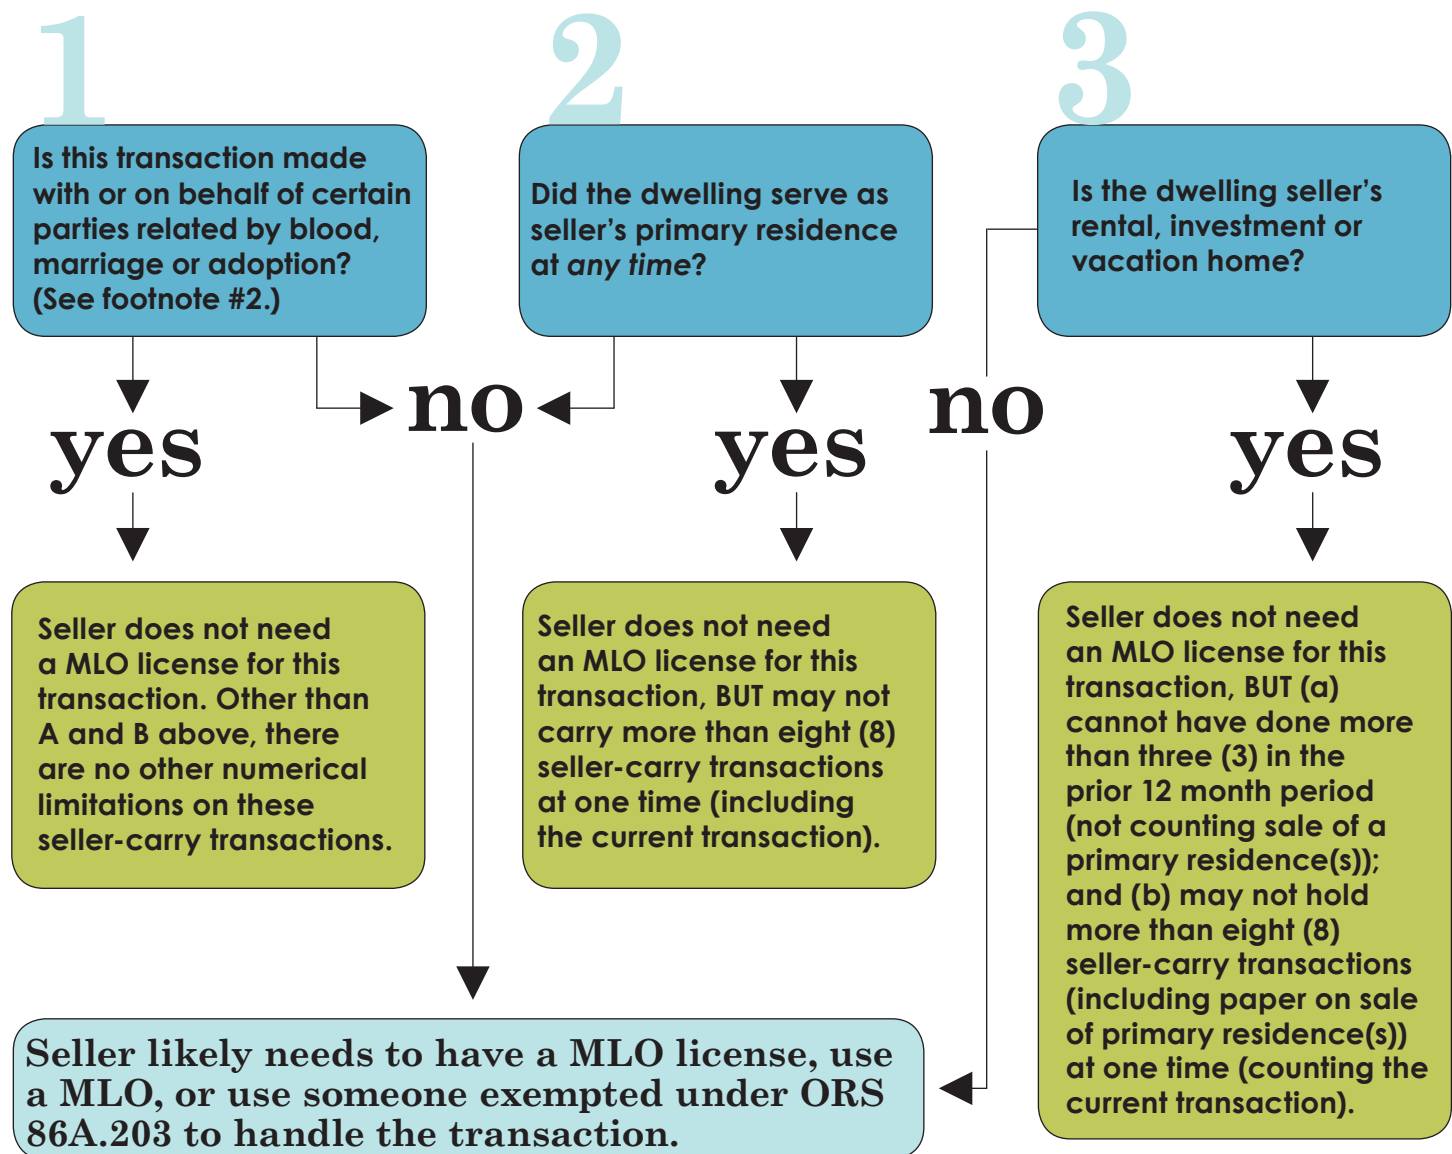 1
Is this transaction made
with or on behalf of certain
parties related by blood,
marriage or adoption?
(See footnote #2.)
2
Did the dwelling serve as
seller's primary residence
at any time?
3
Is the dwelling seller's
rental, investment or
vacation home?
yes
no
yes
no
yes
Seller does not need
a MLO license for this
transaction. Other than
A and B above, there
are no other numerical
limitations on these
seller-carry transactions.
Seller does not need
an MLO license for this
transaction, BUT may not
carry more than eight (8)
seller-carry transactions
at one time (including
the current transaction).
Seller does not need
an MLO license for this
transaction, BUT (a)
cannot have done more
than three (3) in the
prior 12 month period
(not counting sale of a
primary residence(s));
and (b) may not hold
more than eight (8)
seller-carry transactions
(including paper on sale
of primary residence(s))
at one time (counting the
current transaction).
Seller likely needs to have a MLO license, use
a MLO, or use someone exempted under ORS
86A.203 to handle the transaction.